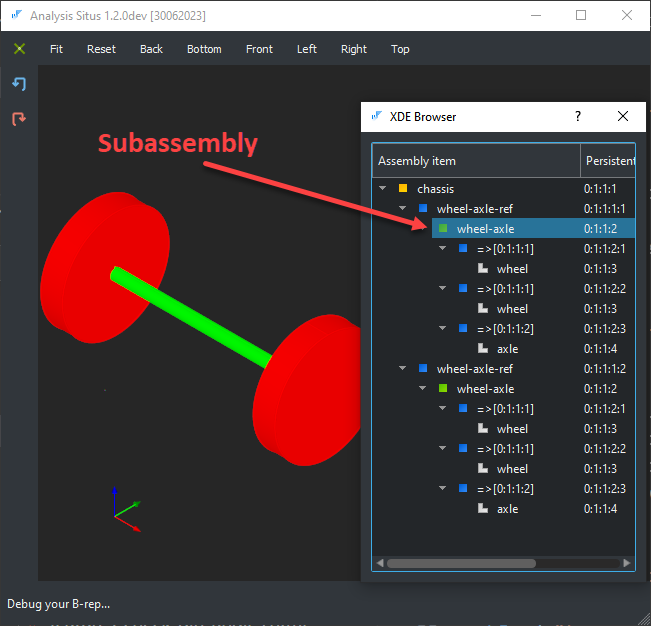 Analysis Situs 1.2.0dev [30062023]
Fit Reset Back Bottom Front Left Right Top
Subassembly
XDE Browser ?
Assembly item Persistent
chassis 0:1:1:1
wheel-axle-ref 0:1:1:1:1
wheel-axle 0:1:1:2
=>[0:1:1:1] 0:1:1:2:1
wheel 0:1:1:3
=>[0:1:1:1] 0:1:1:2:2
wheel 0:1:1:3
=>[0:1:1:2] 0:1:1:2:3
axle 0:1:1:4
wheel-axle-ref 0:1:1:1:2
wheel-axle 0:1:1:2
=>[0:1:1:1] 0:1:1:2:1
wheel 0:1:1:3
=>[0:1:1:1] 0:1:1:2:2
wheel 0:1:1:3
=>[0:1:1:2] 0:1:1:2:3
axle 0:1:1:4
Debug your B-rep...